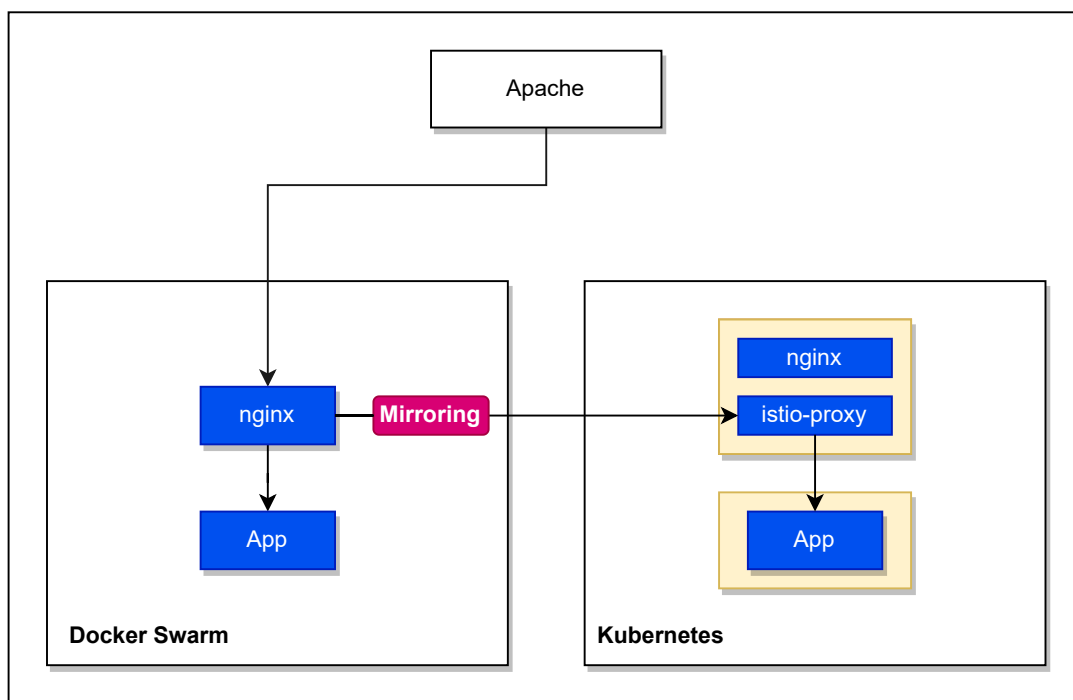 Apache
nginx
Mirroring
App
Docker Swarm
nginx
istio-proxy
App
Kubernetes